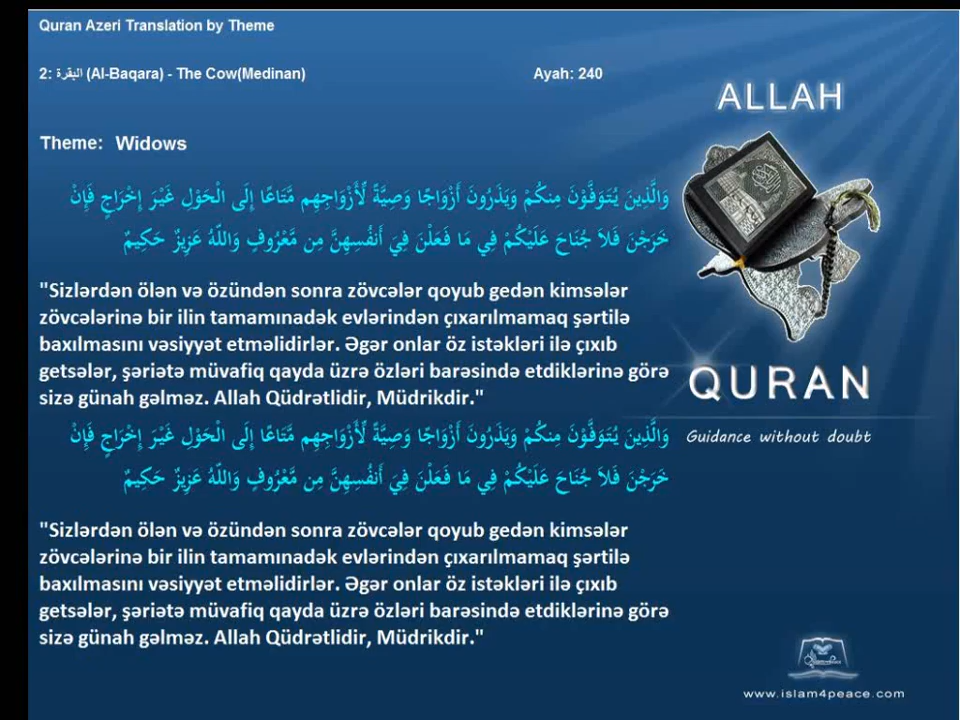 Quran Azeri Translation by Theme
2: البقرة (Al-Baqara) - The Cow(Medinan)
Ayah: 240
ALLAH
Theme: Widows
وَالَّذِينَ يُتَوَفَّوْنَ مِنكُمْ وَيَذَرُونَ أَزْوَاجًا وَصِيَّةً لِّأَزْوَاجِهِم مَّتَاعًا إِلَى الْحَوْلِ غَيْرَ إِخْرَاجٍ فَإِنْ
خَرَجْنَ فَلاَ جُنَاحَ عَلَيْكُمْ فِي مَا فَعَلْنَ فِيَ أَنفُسِهِنَّ مِن مَّعْرُوفٍ وَاللّهُ عَزِيزٌ حَكِيمٌ
"Sizlərdən ölən və özündən sonra zövcələr qoyub gedən kimsələr
zövcələrinə bir ilin tamamınadək evlərindən çıxarılmamaq şərtilə
baxılmasını vəsiyyət etməlidirlər. Əgər onlar öz istəkləri ilə çıxıb
getsələr, şəriətə müvafiq qayda üzrə özləri barəsində etdiklərinə görə
sizə günah gəlməz. Allah Qüdrətlidir, Müdrikdir."
QURAN
Guidance without doubt
وَالَّذِينَ يُتَوَفَّوْنَ مِنكُمْ وَيَذَرُونَ أَزْوَاجًا وَصِيَّةً لِّأَزْوَاجِهِم مَّتَاعًا إِلَى الْحَوْلِ غَيْرَ إِخْرَاجٍ فَإِنْ
خَرَجْنَ فَلاَ جُنَاحَ عَلَيْكُمْ فِي مَا فَعَلْنَ فِيَ أَنفُسِهِنَّ مِن مَّعْرُوفٍ وَاللّهُ عَزِيزٌ حَكِيمٌ
"Sizlərdən ölən və özündən sonra zövcələr qoyub gedən kimsələr
zövcələrinə bir ilin tamamınadək evlərindən çıxarılmamaq şərtilə
baxılmasını vəsiyyət etməlidirlər. Əgər onlar öz istəkləri ilə çıxıb
getsələr, şəriətə müvafiq qayda üzrə özləri barəsində etdiklərinə görə
sizə günah gəlməz. Allah Qüdrətlidir, Müdrikdir."
www.islam4peace.com